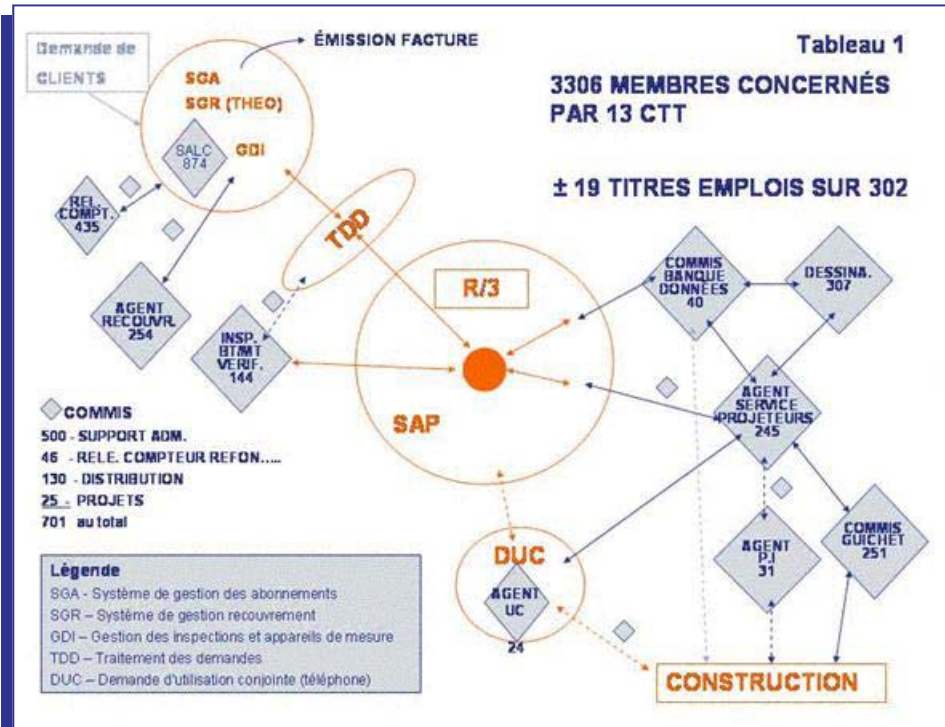 Demande de
CLIENTS
ÉMISSION FACTURE
Tableau 1
3306 MEMBRES CONCERNÉS
PAR 13 CTT
± 19 TITRES EMPLOIS SUR 302
SGA
SGR (THEO)
SALC
874
GDI
REL.
COMPT.
435
AGENT
RECOUVR.
254
TDD
INSP.
BT/MT
VERIF.
144
R/3
SAP
COMMIS
BANQUE
DONNÉES
40
DESSINA.
307
AGENT
SERVICE
PROJETEURS
245
AGENT
P.I
31
COMMIS
GUICHET
251
DUC
AGENT
UC
24
CONSTRUCTION
COMMIS
500 - SUPPORT ADM.
46 - RELE. COMPTEUR REFON.....
130 - DISTRIBUTION
25 - PROJETS
701 au total
Légende
SGA - Système de gestion des abonnements
SGR – Système de gestion recouvrement
GDI – Gestion des inspections et appareils de mesure
TDD – Traitement des demandes
DUC – Demande d'utilisation conjointe (téléphone)